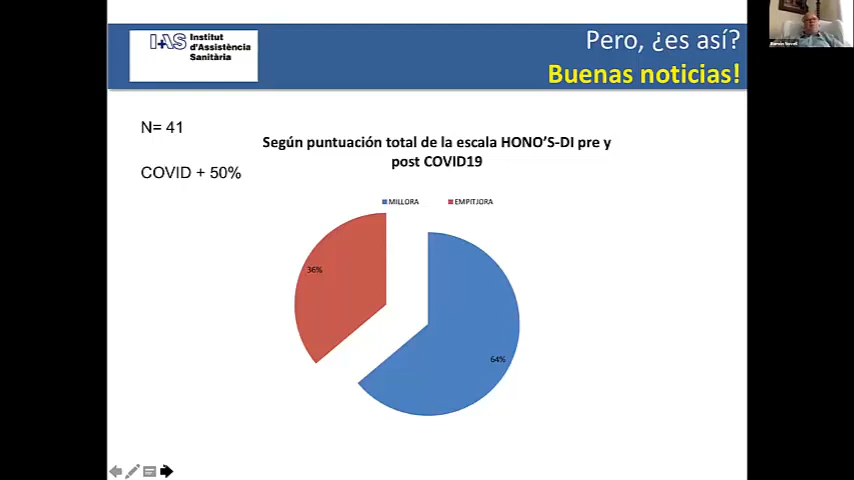 IAS Institut
d'Assistència
Sanitària
Pero, ¿es así?
Buenas noticias!
N= 41
COVID + 50%
Según puntuación total de la escala HONO'S-DI pre y
post COVID19
MILLORA EMPITJORA
36%
64%